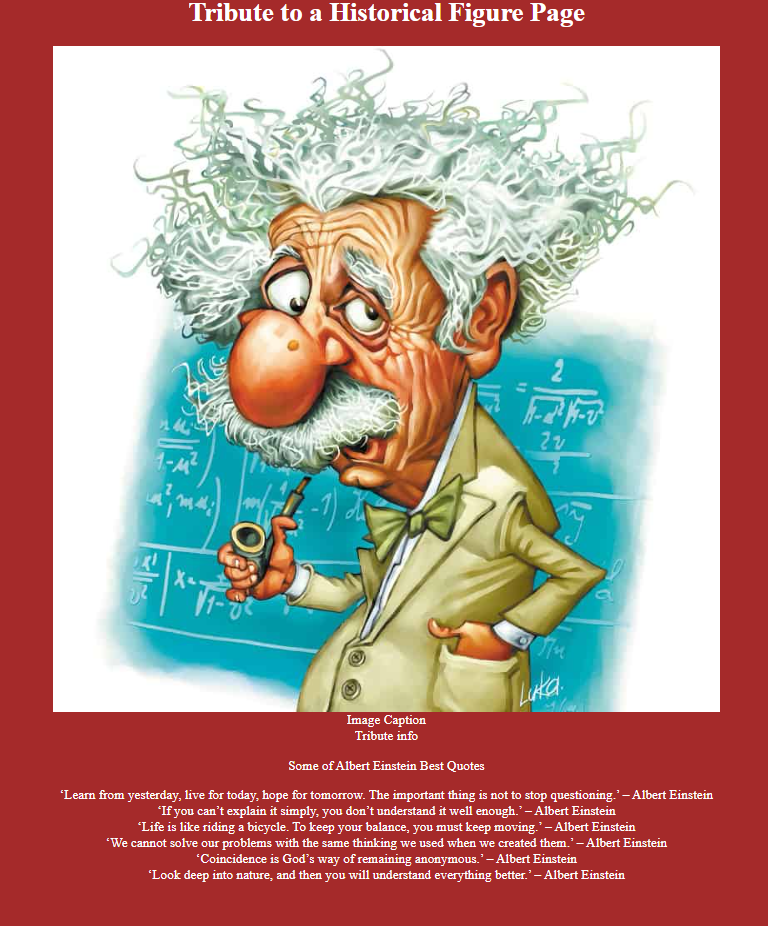 Tribute to a Historical Figure Page
= 2
2v
LUKA.
Image Caption
Tribute info
Some of Albert Einstein Best Quotes
‘Learn from yesterday, live for today, hope for tomorrow. The important thing is not to stop questioning.’ – Albert Einstein
‘If you can’t explain it simply, you don’t understand it well enough.’ – Albert Einstein
‘Life is like riding a bicycle. To keep your balance, you must keep moving.’ – Albert Einstein
‘We cannot solve our problems with the same thinking we used when we created them.’ – Albert Einstein
‘Coincidence is God’s way of remaining anonymous.’ – Albert Einstein
‘Look deep into nature, and then you will understand everything better.’ – Albert Einstein